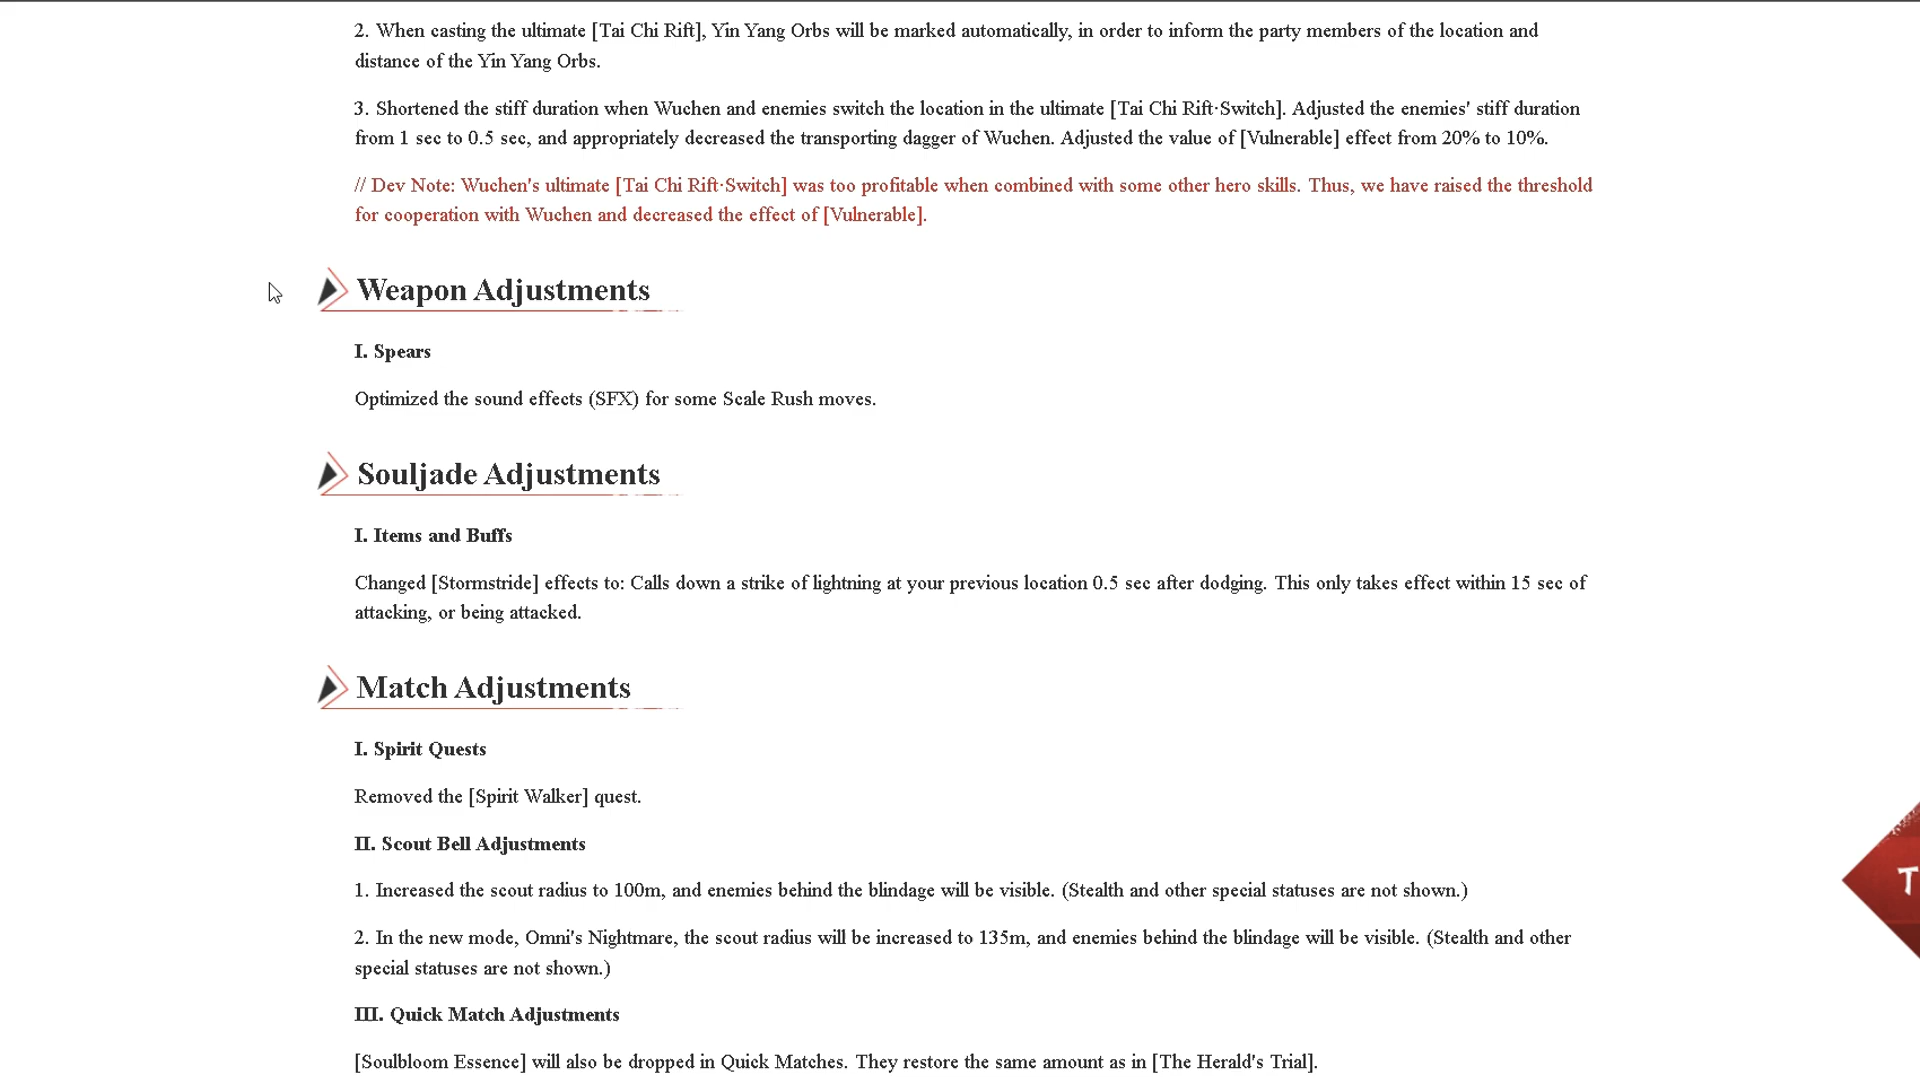 2. When casting the ultimate [Tai Chi Rift], Yin Yang Orbs will be marked automatically, in order to inform the party members of the location and
distance of the Yin Yang Orbs.
3. Shortened the stiff duration when Wuchen and enemies switch the location in the ultimate [Tai Chi Rift·Switch]. Adjusted the enemies' stiff duration
from 1 sec to 0.5 sec, and appropriately decreased the transporting dagger of Wuchen. Adjusted the value of [Vulnerable] effect from 20% to 10%.
// Dev Note: Wuchen's ultimate [Tai Chi Rift·Switch] was too profitable when combined with some other hero skills. Thus, we have raised the threshold
for cooperation with Wuchen and decreased the effect of [Vulnerable].
Weapon Adjustments
I. Spears
Optimized the sound effects (SFX) for some Scale Rush moves.
Souljade Adjustments
I. Items and Buffs
Changed [Stormstride] effects to: Calls down a strike of lightning at your previous location 0.5 sec after dodging. This only takes effect within 15 sec of
attacking, or being attacked.
Match Adjustments
I. Spirit Quests
Removed the [Spirit Walker] quest.
II. Scout Bell Adjustments
1. Increased the scout radius to 100m, and enemies behind the blindage will be visible. (Stealth and other special statuses are not shown.)
2. In the new mode, Omni's Nightmare, the scout radius will be increased to 135m, and enemies behind the blindage will be visible. (Stealth and other
special statuses are not shown.)
III. Quick Match Adjustments
[Soulbloom Essence] will also be dropped in Quick Matches. They restore the same amount as in [The Herald's Trial].